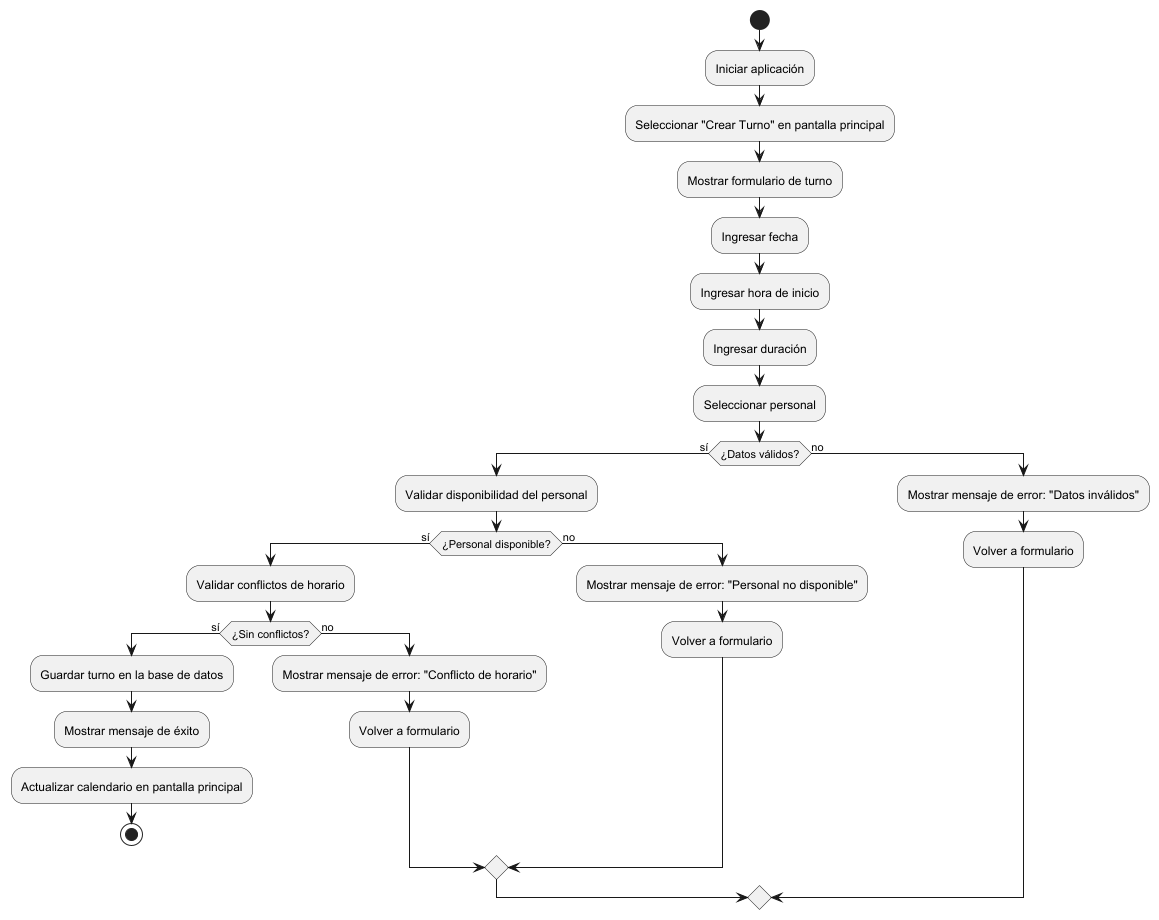 Iniciar aplicación
Seleccionar "Crear Turno" en pantalla principal
Mostrar formulario de turno
Ingresar fecha
Ingresar hora de inicio
Ingresar duración
Seleccionar personal
sí
¿Datos válidos?
no
Validar disponibilidad del personal
Mostrar mensaje de error: "Datos inválidos"
sí
¿Personal disponible?
no
Volver a formulario
Validar conflictos de horario
Mostrar mensaje de error: "Personal no disponible"
sí
¿Sin conflictos?
no
Volver a formulario
Guardar turno en la base de datos
Mostrar mensaje de error: "Conflicto de horario"
Mostrar mensaje de éxito
Volver a formulario
Actualizar calendario en pantalla principal